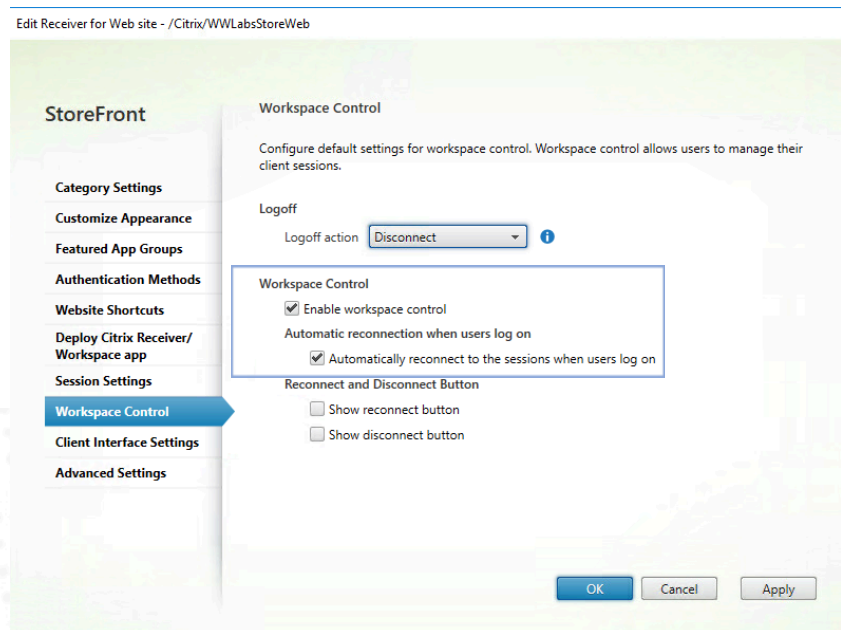 Edit Receiver for Web site - /Citrix/WWLabsStoreWeb
StoreFront
Category Settings
Customize Appearance
Featured App Groups
Authentication Methods
Website Shortcuts
Deploy Citrix Receiver/
Workspace app
Session Settings
Workspace Control
Client Interface Settings
Advanced Settings
Workspace Control
Configure default settings for workspace control. Workspace control allows users to manage their
client sessions.
Logoff
Logoff action Disconnect
Workspace Control
Enable workspace control
Automatic reconnection when users log on
Automatically reconnect to the sessions when users log on
Reconnect and Disconnect Button
Show reconnect button
Show disconnect button
OK Cancel Apply